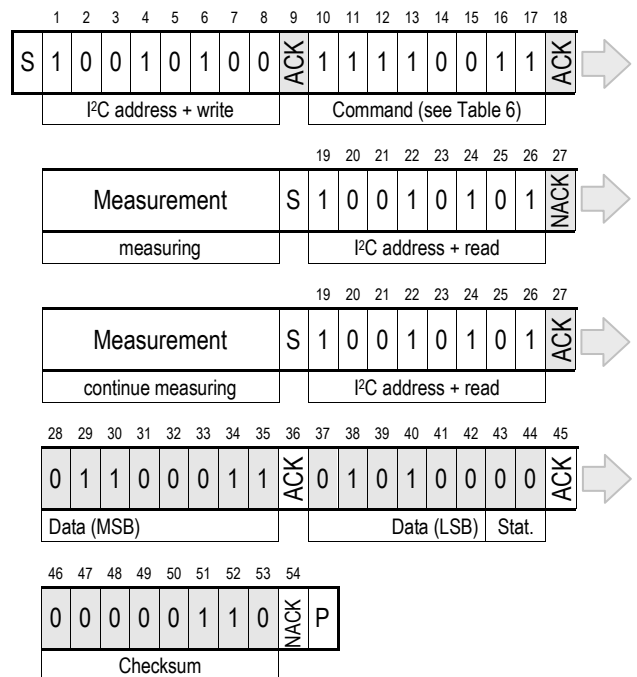 1 2 3 4 5 6 7 8 9 10 11 12 13 14 15 16 17 18
S 1 0 0 1 0 1 0 0 ACK 1 1 1 1 0 0 1 1 ACK
I²C address + write Command (see Table 6)
19 20 21 22 23 24 25 26 27
Measurement S 1 0 0 1 0 1 0 1 NACK
measuring I²C address + read
19 20 21 22 23 24 25 26 27
Measurement S 1 0 0 1 0 1 0 1 ACK
continue measuring I²C address + read
28 29 30 31 32 33 34 35 36 37 38 39 40 41 42 43 44 45
0 1 1 0 0 0 1 1 ACK 0 1 0 1 0 0 0 0 ACK
Data (MSB) Data (LSB) Stat.
46 47 48 49 50 51 52 53 54
0 0 0 0 0 1 1 0 NACK P
Checksum